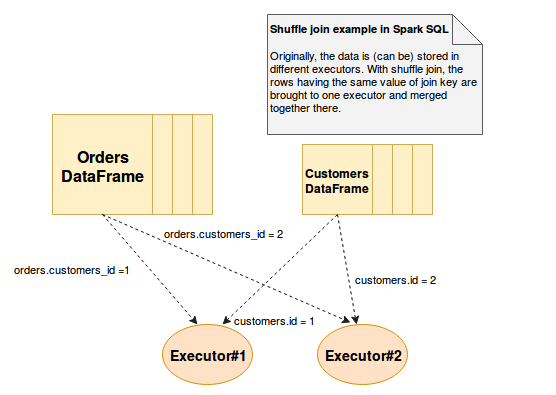 Shuffle join example in Spark SQL
Originally, the data is (can be) stored in
different executors. With shuffle join, the
rows having the same value of join key are
brought to one executor and merged
together there.
Orders
DataFrame
Customers
DataFrame
orders.customers_id = 2
orders.customers_id =1
customers.id = 2
customers.id = 1
Executor#1
Executor#2